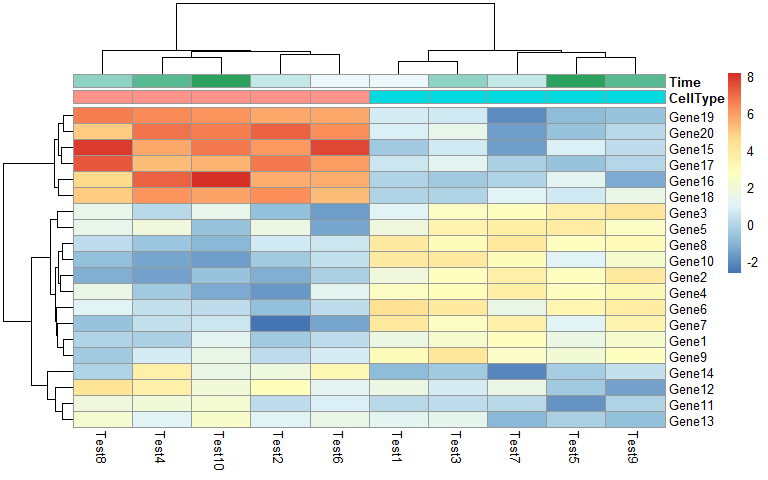 Time
CellType
8
6
4
2
0
-2
Gene19
Gene20
Gene15
Gene17
Gene16
Gene18
Gene3
Gene5
Gene8
Gene10
Gene2
Gene4
Gene6
Gene7
Gene1
Gene9
Gene14
Gene12
Gene11
Gene13
Test8
Test4
Test10
Test2
Test6
Test1
Test3
Test7
Test5
Test9